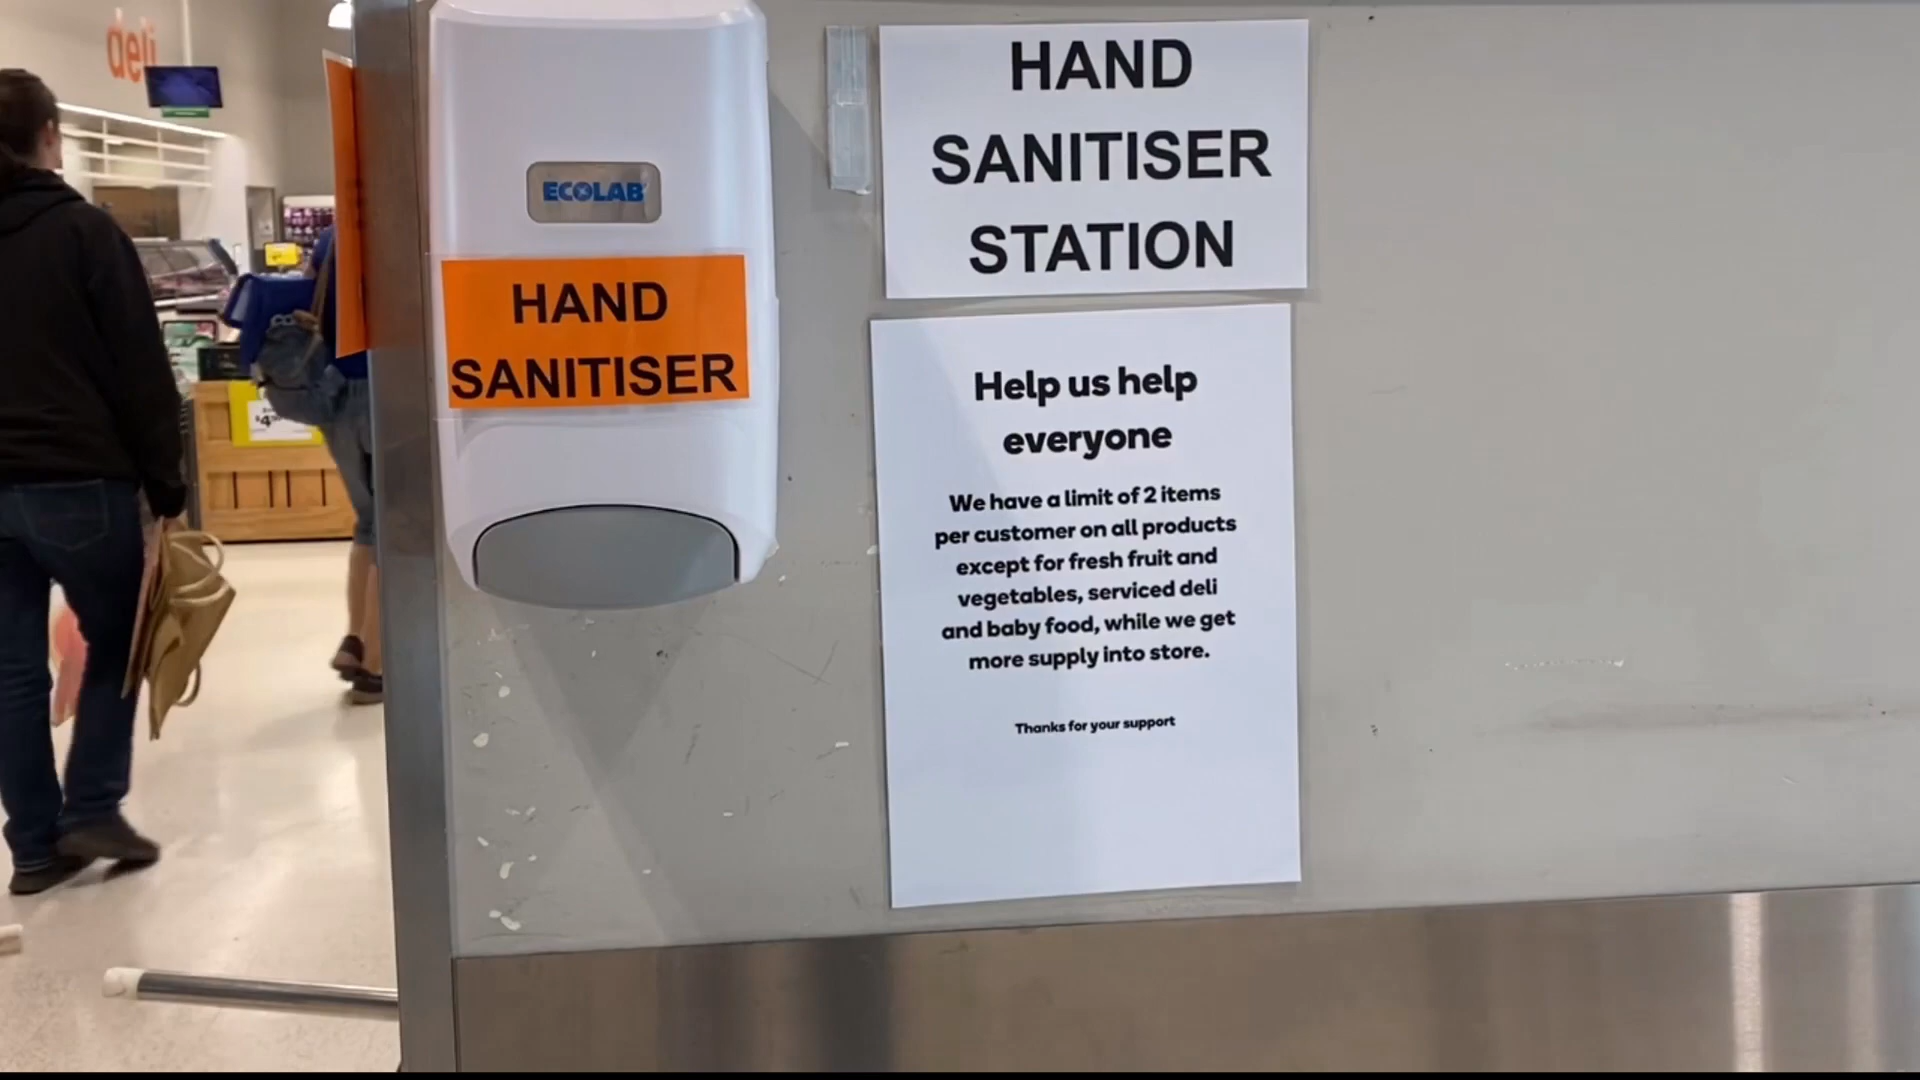 deli
ECOLAB
HAND
SANITISER
HAND
SANITISER
STATION
Help us help
everyone
We have a limit of 2 items
per customer on all products
except for fresh fruit and
vegetables, serviced deli
and baby food, while we get
more supply into store.
Thanks for your support